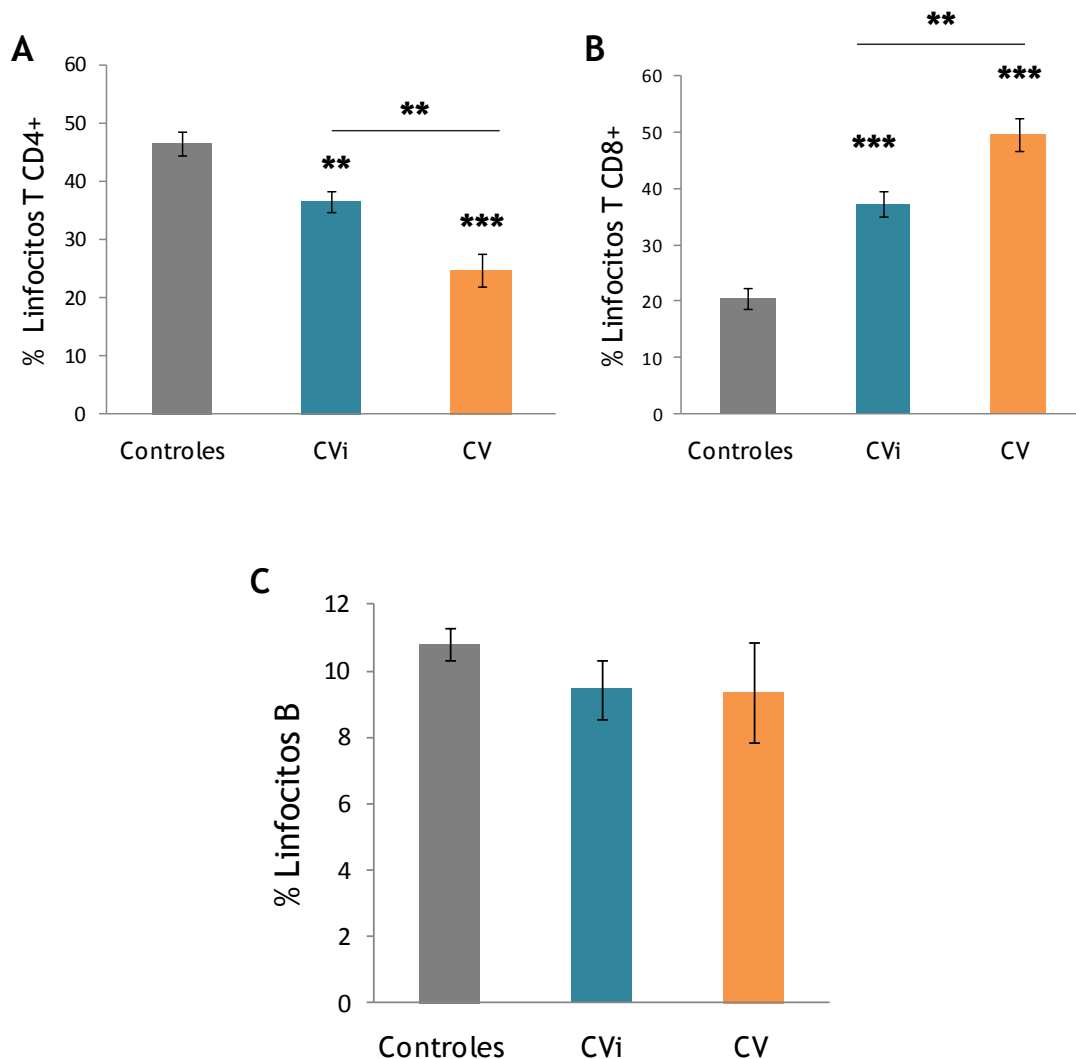 A
% Linfocitos T CD4+
60
50
40
30
20
10
0
**
**
***
Controles
CVi
CV
B
% Linfocitos T CD8+
60
50
40
30
20
10
0
**
***
***
Controles
CVi
CV
C
% Linfocitos B
12
10
8
6
4
2
0
Controles
CVi
CV